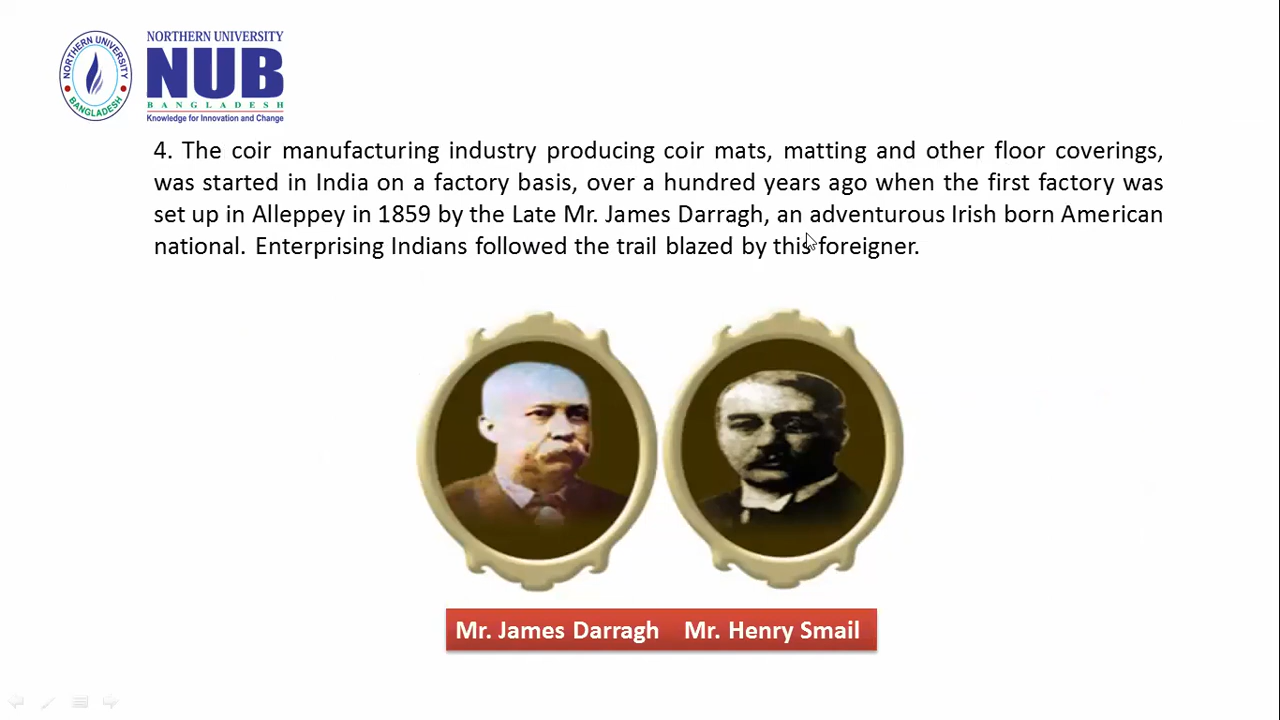 NORTHERN UNIVERSITY
BANGLADESH
NORTHERN UNIVERSITY
NUB
BANGLADESH
Knowledge for Innovation and Change
4. The coir manufacturing industry producing coir mats, matting and other floor coverings,
was started in India on a factory basis, over a hundred years ago when the first factory was
set up in Alleppey in 1859 by the Late Mr. James Darragh, an adventurous Irish born American
national. Enterprising Indians followed the trail blazed by this foreigner.
Mr. James Darragh Mr. Henry Smail